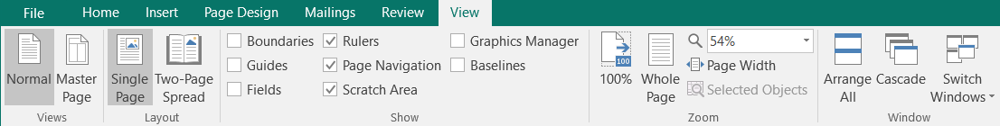 File Home Insert Page Design Mailings Review View
Normal Master Page
Single Page Two-Page Spread
Boundaries Rulers Graphics Manager
Guides Page Navigation Baselines
Fields Scratch Area
100% Whole Page
100
54%
Page Width
Selected Objects
Arrange All Cascade Switch Windows
Views Layout Show Zoom Window